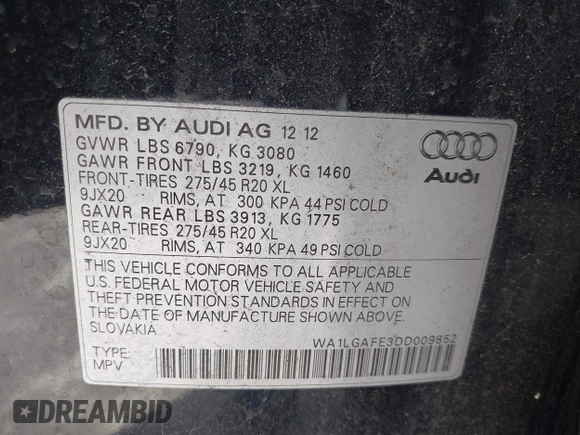 MFD. BY AUDI AG 12 12
GVWR LBS 6790, KG 3080
GAWR FRONT LBS 3219, KG 1460
FRONT-TIRES 275/45 R20 XL
9JX20 RIMS, AT 300 KPA 44 PSI COLD
GAWR REAR LBS 3913, KG 1775
REAR-TIRES 275/45 R20 XL
9JX20 RIMS, AT 340 KPA 49 PSI COLD
Audi
THIS VEHICLE CONFORMS TO ALL APPLICABLE
U.S. FEDERAL MOTOR VEHICLE SAFETY AND
THEFT PREVENTION STANDARDS IN EFFECT ON
THE DATE OF MANUFACTURE SHOWN ABOVE.
SLOVAKIA
WA1LGAFE3DD009852
TYPE:
MPV
DREAMBID